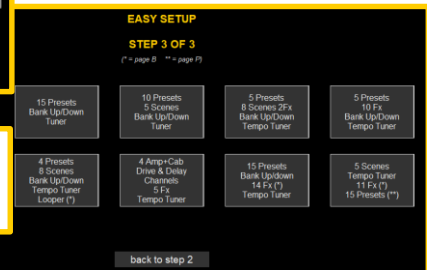 EASY SETUP
STEP 3 OF 3
(* = page B ** = page P)
15 Presets
Bank Up/Down
Tuner
10 Presets
5 Scenes
Bank Up/Down
Tuner
5 Presets
8 Scenes 2Fx
Bank Up/Down
Tempo Tuner
5 Presets
10 Fx
Bank Up/Down
Tempo Tuner
4 Presets
8 Scenes
Bank Up/Down
Tempo Tuner
Looper (*)
4 Amp+Cab
Drive & Delay
Channels
5 Fx
Tempo Tuner
15 Presets
Bank Up/down
14 Fx (*)
Tempo Tuner
5 Scenes
Tempo Tuner
11 Fx (*)
15 Presets (**)
back to step 2